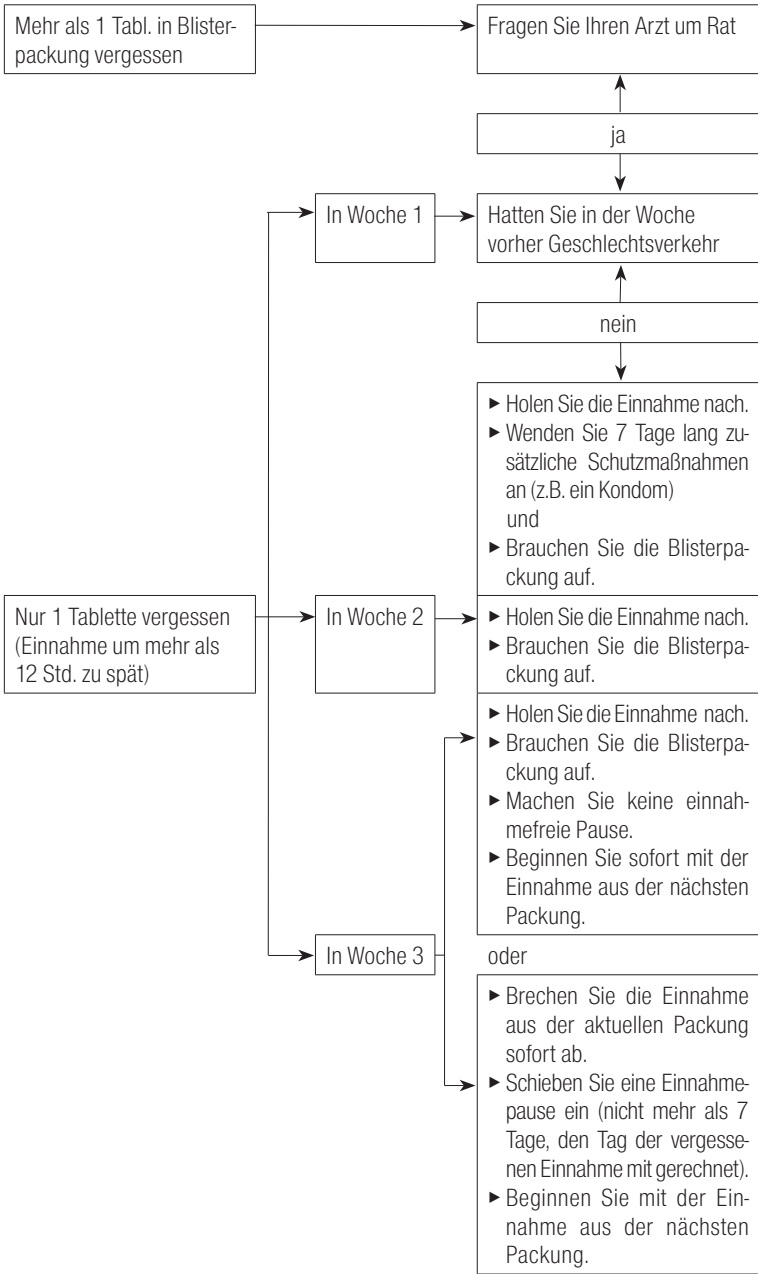 Mehr als 1 Tabl. in Blister-
packung vergessen
Fragen Sie Ihren Arzt um Rat
ja
In Woche 1
Hatten Sie in der Woche
vorher Geschlechtsverkehr
nein
► Holen Sie die Einnahme nach.
► Wenden Sie 7 Tage lang zu-
sätzliche Schutzmaßnahmen
an (z.B. ein Kondom)
und
► Brauchen Sie die Blisterpa-
ckung auf.
Nur 1 Tablette vergessen
(Einnahme um mehr als
12 Std. zu spät)
In Woche 2
► Holen Sie die Einnahme nach.
► Brauchen Sie die Blisterpa-
ckung auf.
► Holen Sie die Einnahme nach.
► Brauchen Sie die Blisterpa-
ckung auf.
► Machen Sie keine einnah-
mefreie Pause.
► Beginnen Sie sofort mit der
Einnahme aus der nächsten
Packung.
In Woche 3
oder
► Brechen Sie die Einnahme
aus der aktuellen Packung
sofort ab.
► Schieben Sie eine Einnahme-
pause ein (nicht mehr als 7
Tage, den Tag der vergesse-
nen Einnahme mit gerechnet).
► Beginnen Sie mit der Ein-
nahme aus der nächsten
Packung.